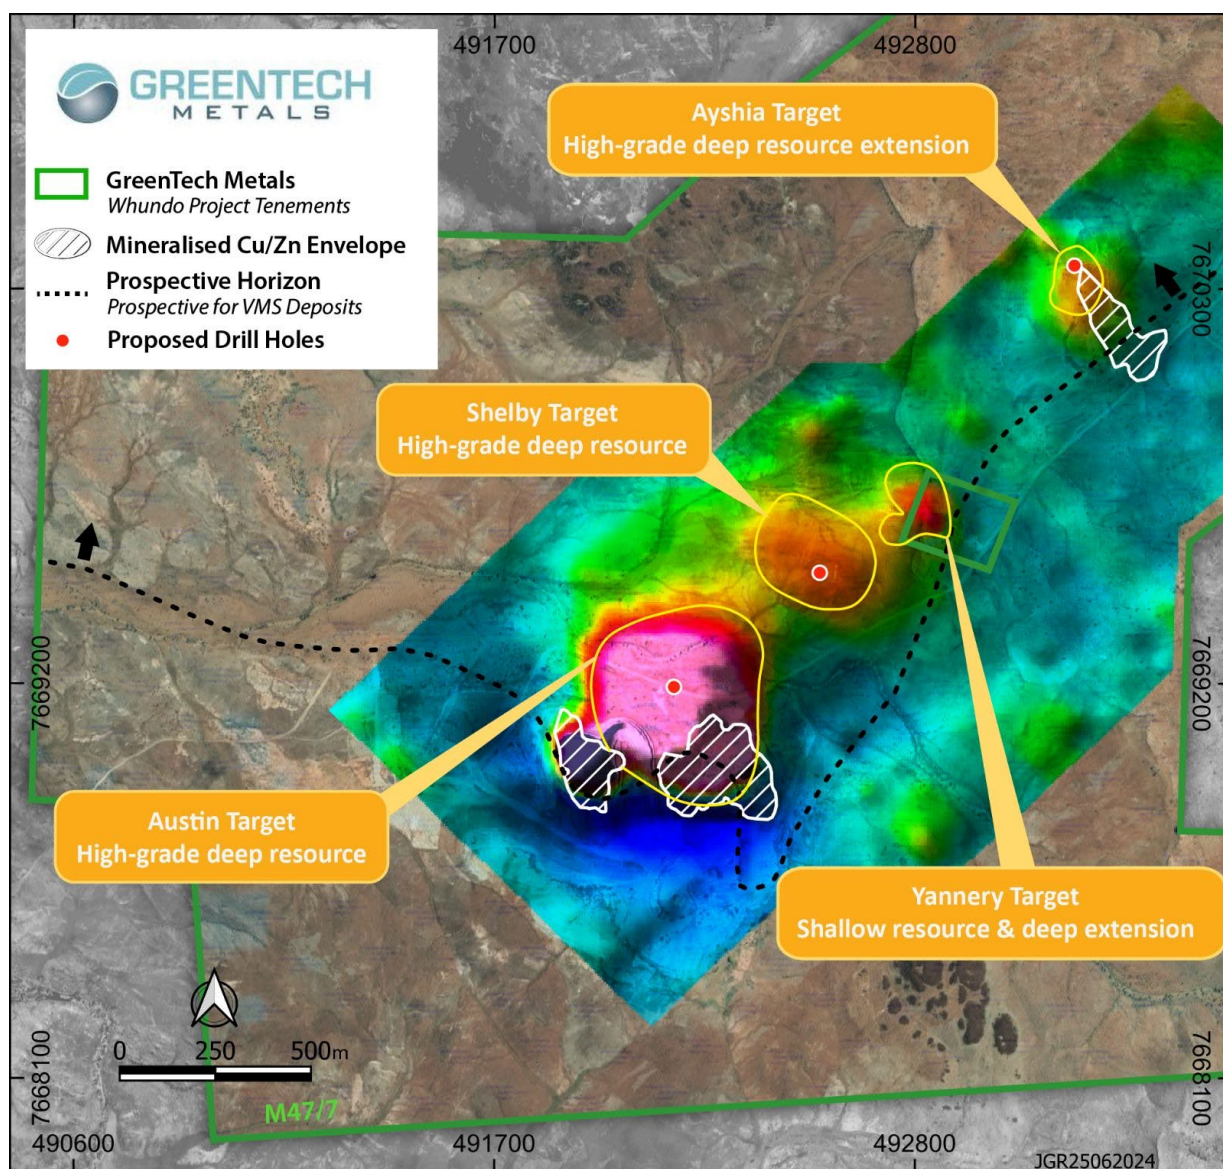 491700
492800
GREENTECH
METALS
GreenTech Metals
Whundo Project Tenements
Mineralised Cu/Zn Envelope
Prospective Horizon
Prospective for VMS Deposits
Proposed Drill Holes
Ayshia Target
High-grade deep resource extension
7670300
Shelby Target
High-grade deep resource
7669200
7669200
Austin Target
High-grade deep resource
Yannery Target
Shallow resource & deep extension
0 250 500m
7668100
7668100
M47/7
490600
491700
492800
JGR25062024